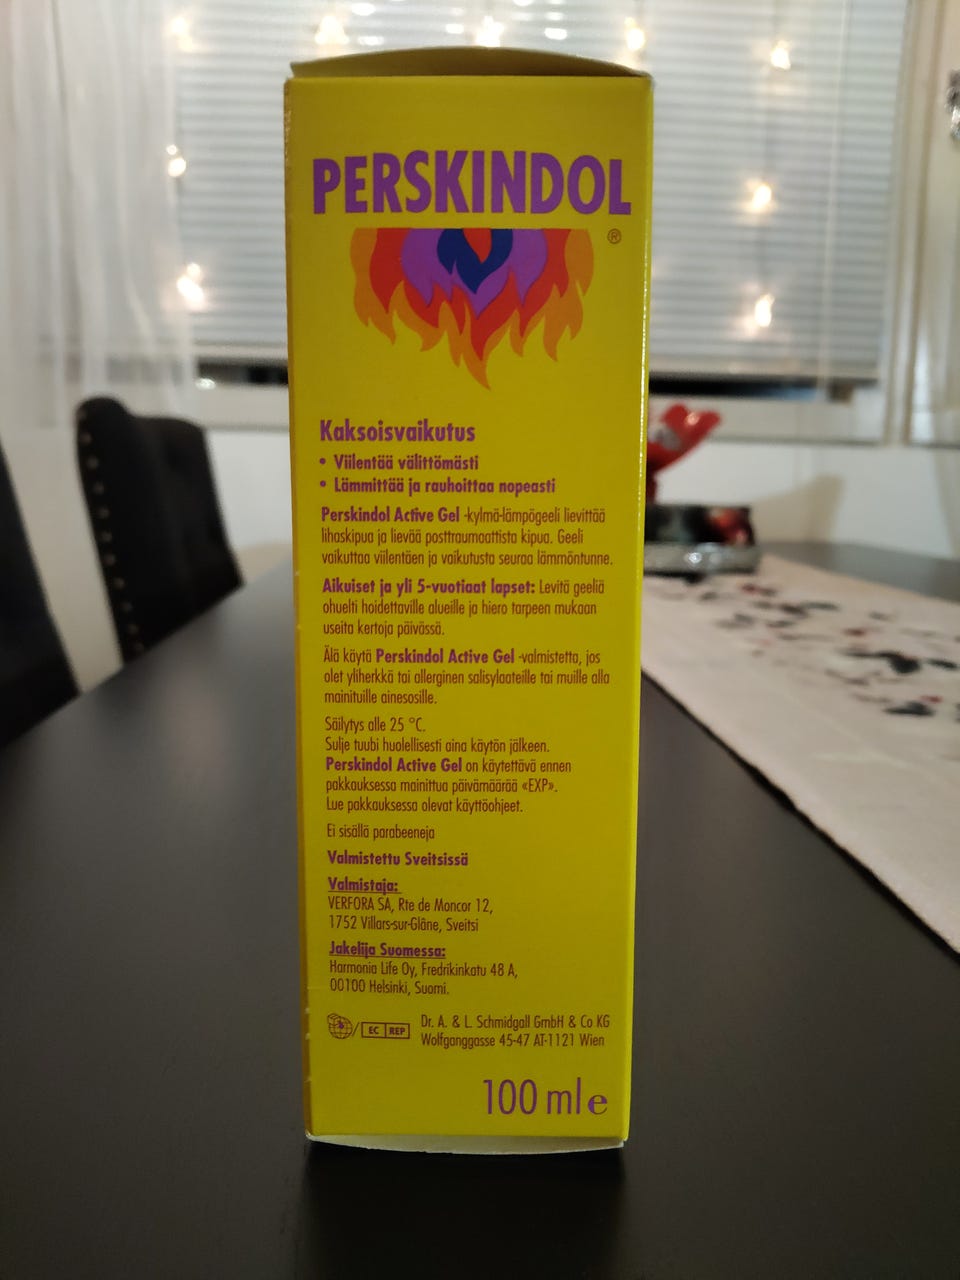 PERSKINDOL
®
Kaksoisvaikutus
• Viilentää välittömästi
• Lämmittää ja rauhoittaa nopeasti
Perskindol Active Gel -kylmä-lämpögeeli lievittää
lihaskipua ja lievää posttraumaattista kipua. Geeli
vaikuttaa viilentäen ja vaikutusta seuraa lämmöntunne.
Aikuiset ja yli 5-vuotiaat lapset: Levitä geeliä
ohuelti hoidettaville alueille ja hiero tarpeen mukaan
useita kertoja päivässä.
Älä käytä Perskindol Active Gel -valmistetta, jos
olet yliherkkä tai allerginen salisylaateille tai muille alla
mainituille ainesosille.
Säilytys alle 25 °C.
Sulje tuubi huolellisesti aina käytön jälkeen.
Perskindol Active Gel on käytettävä ennen
pakkauksessa mainittua päivämäärää «EXP».
Lue pakkauksessa olevat käyttöohjeet.
Ei sisällä parabeeneja
Valmistettu Sveitsissä
Valmistaja:
VERFORA SA, Rte de Moncor 12,
1752 Villars-sur-Glâne, Sveitsi
Jakelija Suomessa:
Harmonia Life Oy, Fredrikinkatu 48 A,
00100 Helsinki, Suomi.
/ EC REP
Dr. A. & L. Schmidgall GmbH & Co KG
Wolfganggasse 45-47 AT-1121 Wien
100 ml e